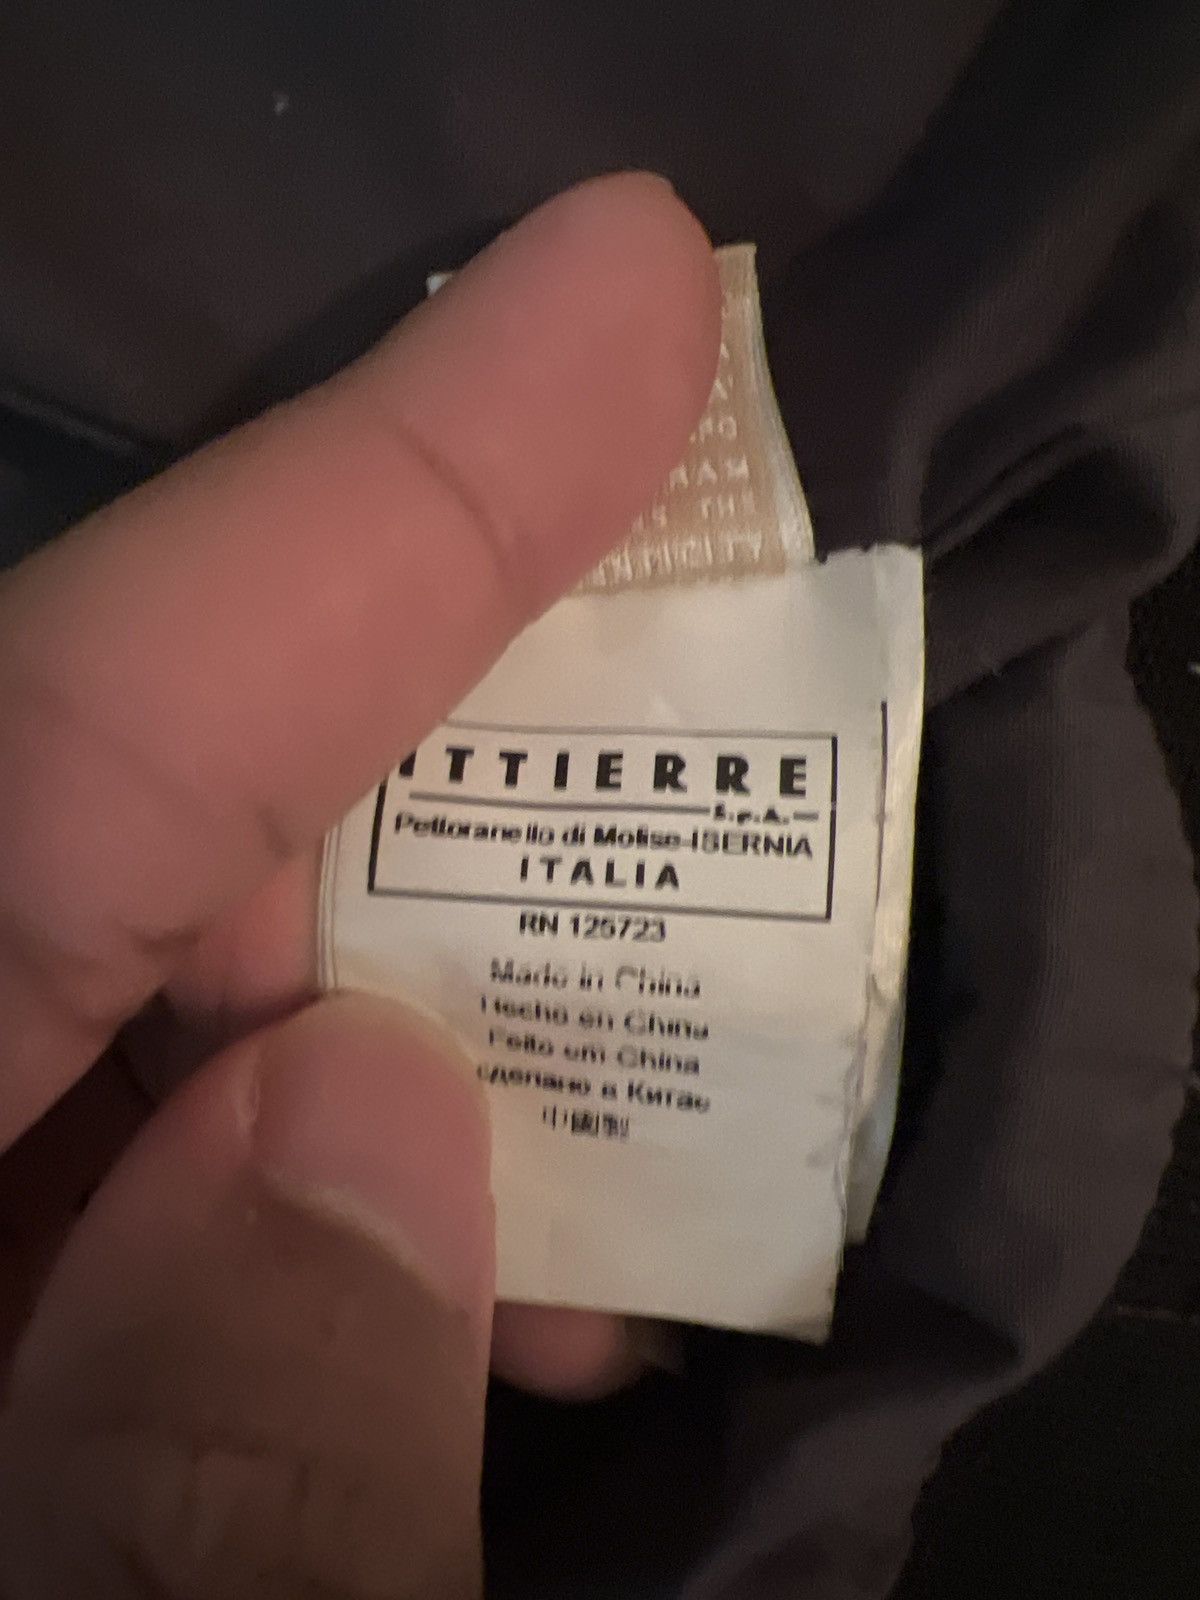 THE
ITTIERRE
S.p.A.
Pettoranello di Molise-ISERNIA
ITALIA
RN 125723
Made in China
Hecho en China
Feito em China
сделано в Китае
中國製